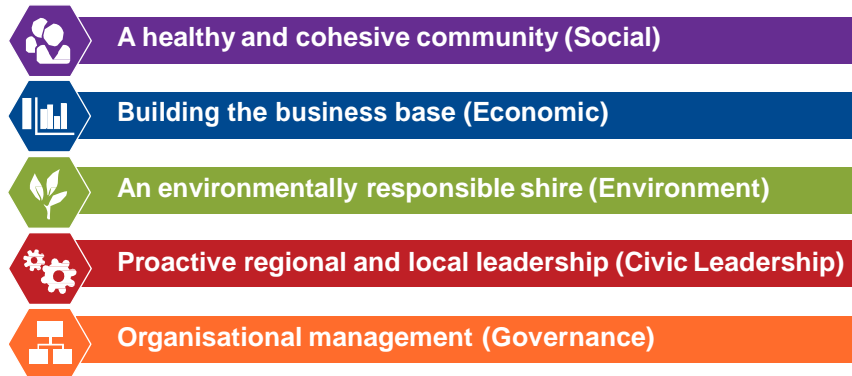 A healthy and cohesive community (Social)
Building the business base (Economic)
An environmentally responsible shire (Environment)
Proactive regional and local leadership (Civic Leadership)
Organisational management (Governance)